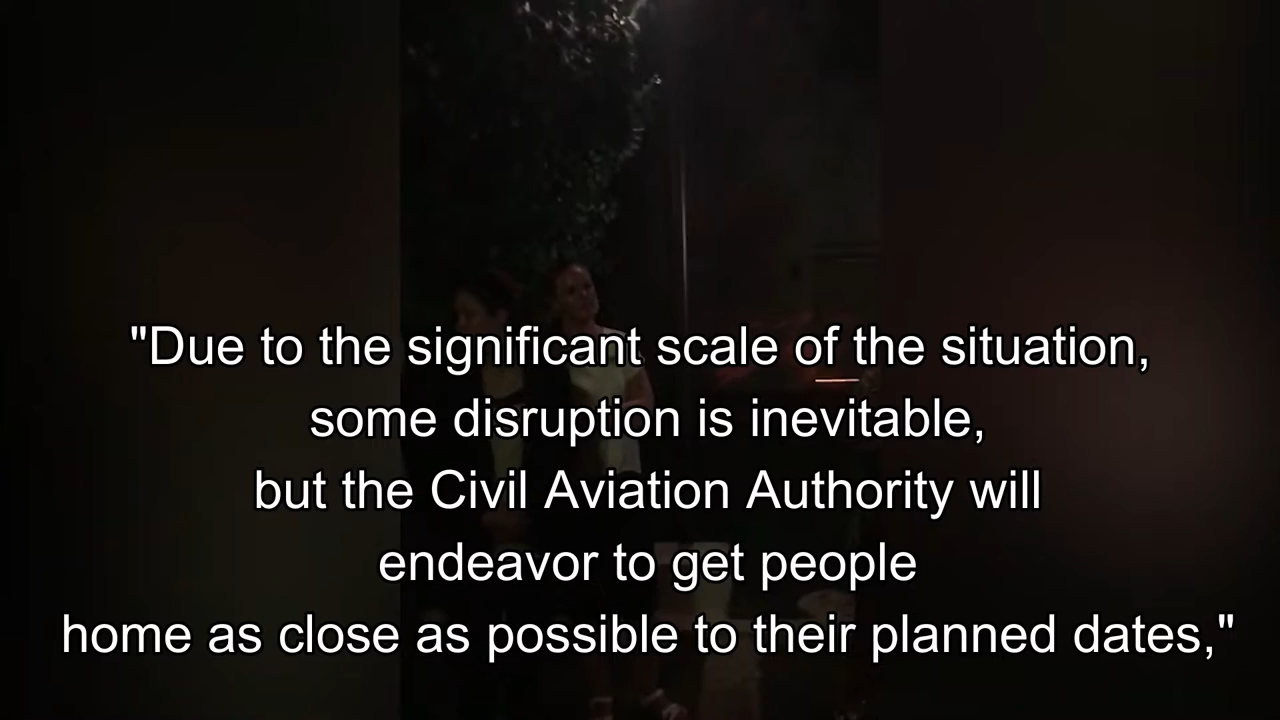 "Due to the significant scale of the situation,
some disruption is inevitable,
but the Civil Aviation Authority will
endeavor to get people
home as close as possible to their planned dates,"